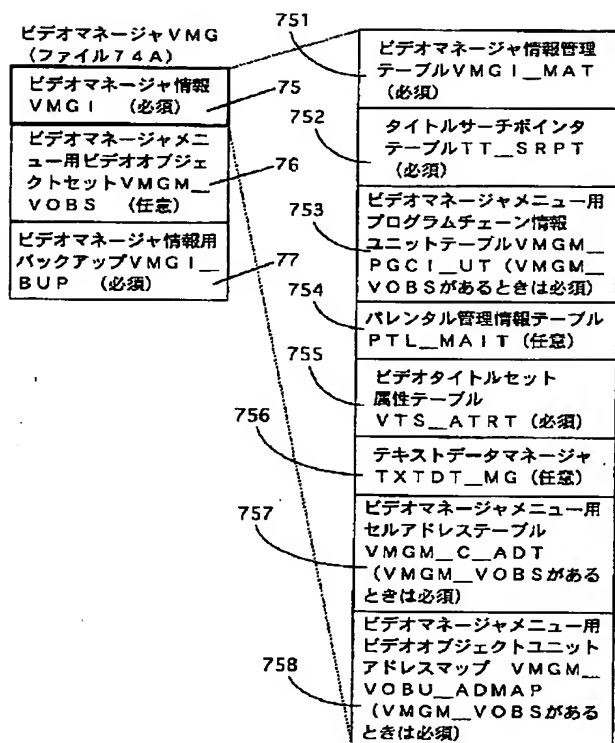 ビデオマネージャVMG
(ファイル74A)
ビデオマネージャ情報
VMGI (必須)
75
ビデオマネージャメニ
ュー用ビデオオブジェ
クトセットVMGM__
VOBS (任意)
76
ビデオマネージャ情報用
バックアップVMGI__
BUP (必須)
77
751
ビデオマネージャ情報管理
テーブルVMGI__MAT
(必須)
752
タイトルサーチポインタ
テーブルTT__SRPT
(必須)
753
ビデオマネージャメニュー用
プログラムチェーン情報
ユニットテーブルVMGM__
PGCI__UT (VMGM__
VOBSがあるときは必須)
754
パレンタル管理情報テーブル
PTL__MAIT (任意)
755
ビデオタイトルセット
属性テーブル
VTS__ATRT (必須)
756
テキストデータマネージャ
TXTDT__MG (任意)
757
ビデオマネージャメニュー用
セルアドレステーブル
VMGM__C__ADT
(VMGM__VOBSがある
ときは必須)
758
ビデオマネージャメニュー用
ビデオオブジェクトユニット
アドレスマップ VMGM__
VOBU__ADMAP
(VMGM__VOBSがある
ときは必須)